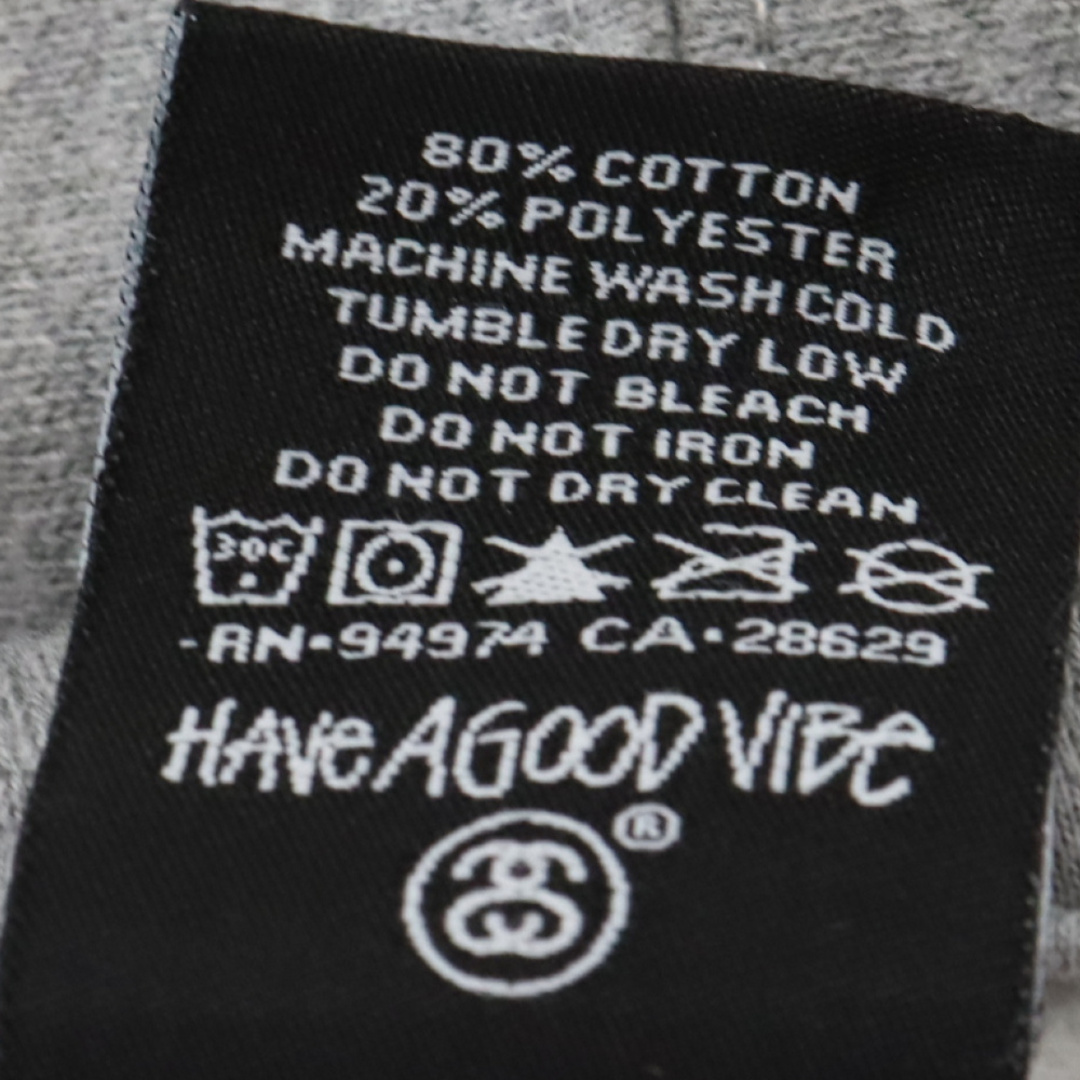 80% COTTON
20% POLYESTER
MACHINE WASH COLD
TUMBLE DRY LOW
DO NOT BLEACH
DO NOT IRON
DO NOT DRY CLEAN
30C
-RN-94974 CA·28629
HAVe A GOOD VIBe
®